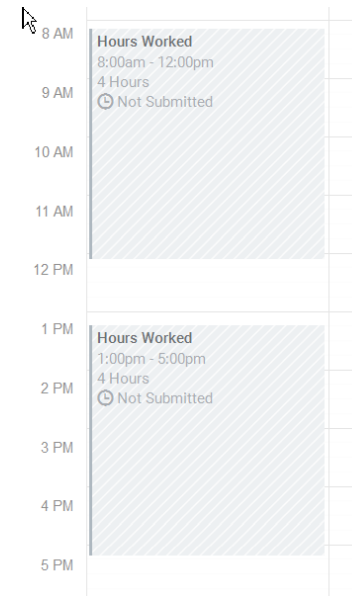 8 AM
Hours Worked
8:00am - 12:00pm
4 Hours
Not Submitted
9 AM
10 AM
11 AM
12 PM
1 PM
Hours Worked
1:00pm - 5:00pm
4 Hours
Not Submitted
2 PM
3 PM
4 PM
5 PM